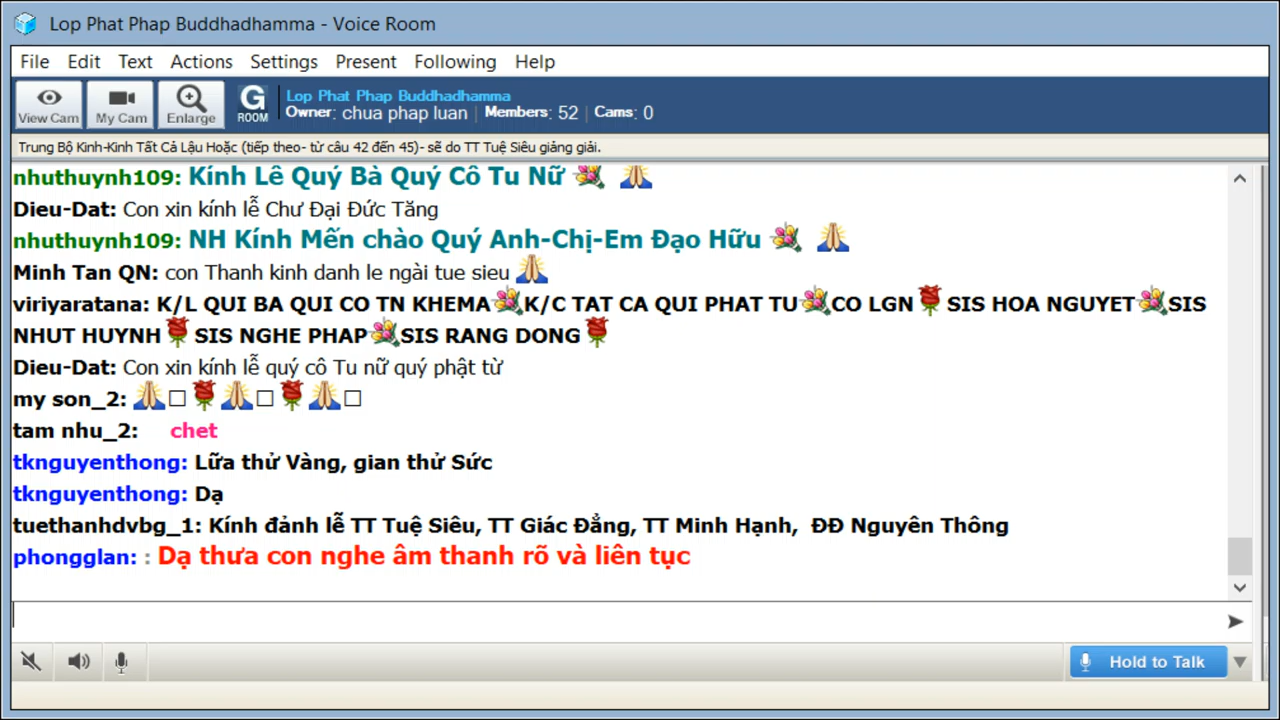 Lop Phat Phap Buddhadhamma - Voice Room
File Edit Text Actions Settings Present Following Help
View Cam My Cam Enlarge G ROOM
Lop Phat Phap Buddhadhamma
Owner: chua phap luan | Members: 52 | Cams: 0
Trung Bộ Kinh-Kinh Tất Cả Lậu Hoặc (tiếp theo- từ câu 42 đến 45)- sẽ do TT Tuệ Siêu giảng giải.
nhuthuynh109: Kính Lê Quý Bà Quý Cô Tu Nữ
Dieu-Dat: Con xin kính lễ Chư Đại Đức Tăng
nhuthuynh109: NH Kính Mến chào Quý Anh-Chị-Em Đạo Hữu
Minh Tan QN: con Thanh kinh danh le ngài tue sieu
viriyaratana: K/L QUI BA QUI CO TN KHEMA K/C TAT CA QUI PHAT TU CO LGN SIS HOA NGUYET SIS
NHUT HUYNH SIS NGHE PHAP SIS RANG DONG
Dieu-Dat: Con xin kính lễ quý cô Tu nữ quý phật từ
my son_2:
tam nhu_2: chet
tknguyenthong: Lữa thử Vàng, gian thử Sức
tknguyenthong: Dạ
tuethanhdvbg_1: Kính đảnh lễ TT Tuệ Siêu, TT Giác Đẳng, TT Minh Hạnh, ĐĐ Nguyên Thông
phongglan: : Dạ thưa con nghe âm thanh rõ và liên tục
Hold to Talk